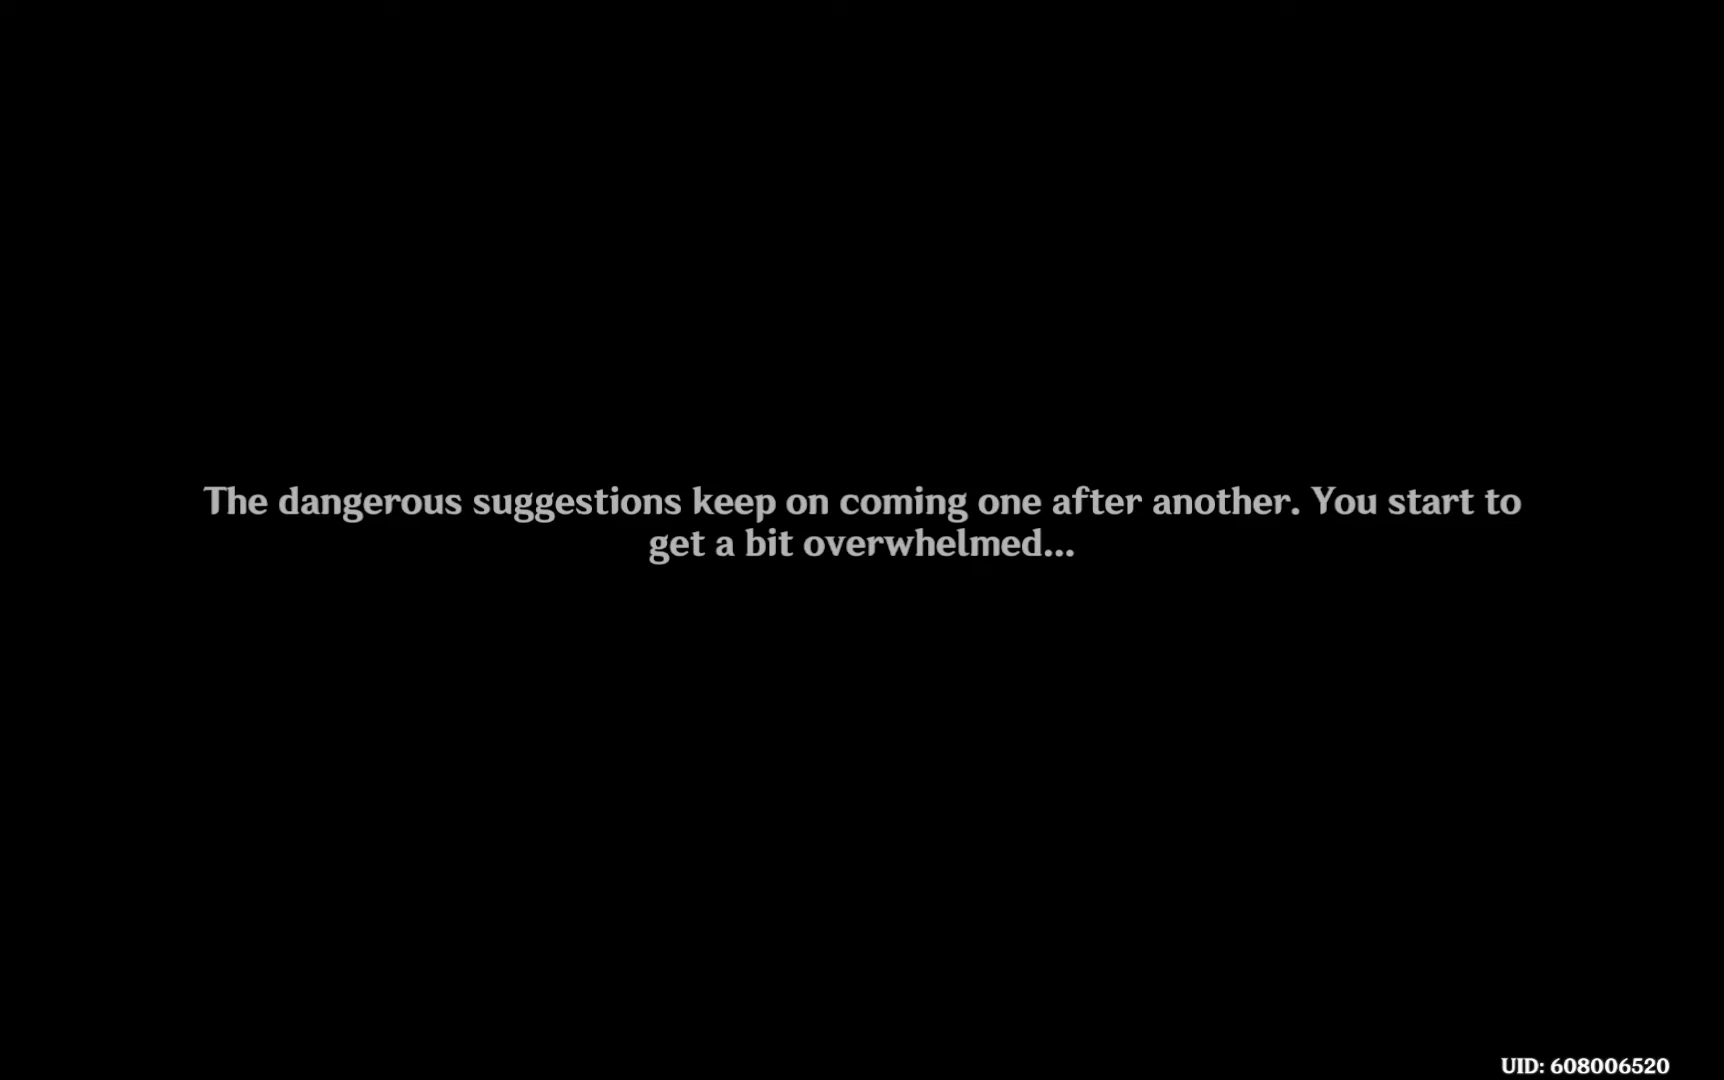 The dangerous suggestions keep on coming one after another. You start to
get a bit overwhelmed...
UID: 608006520